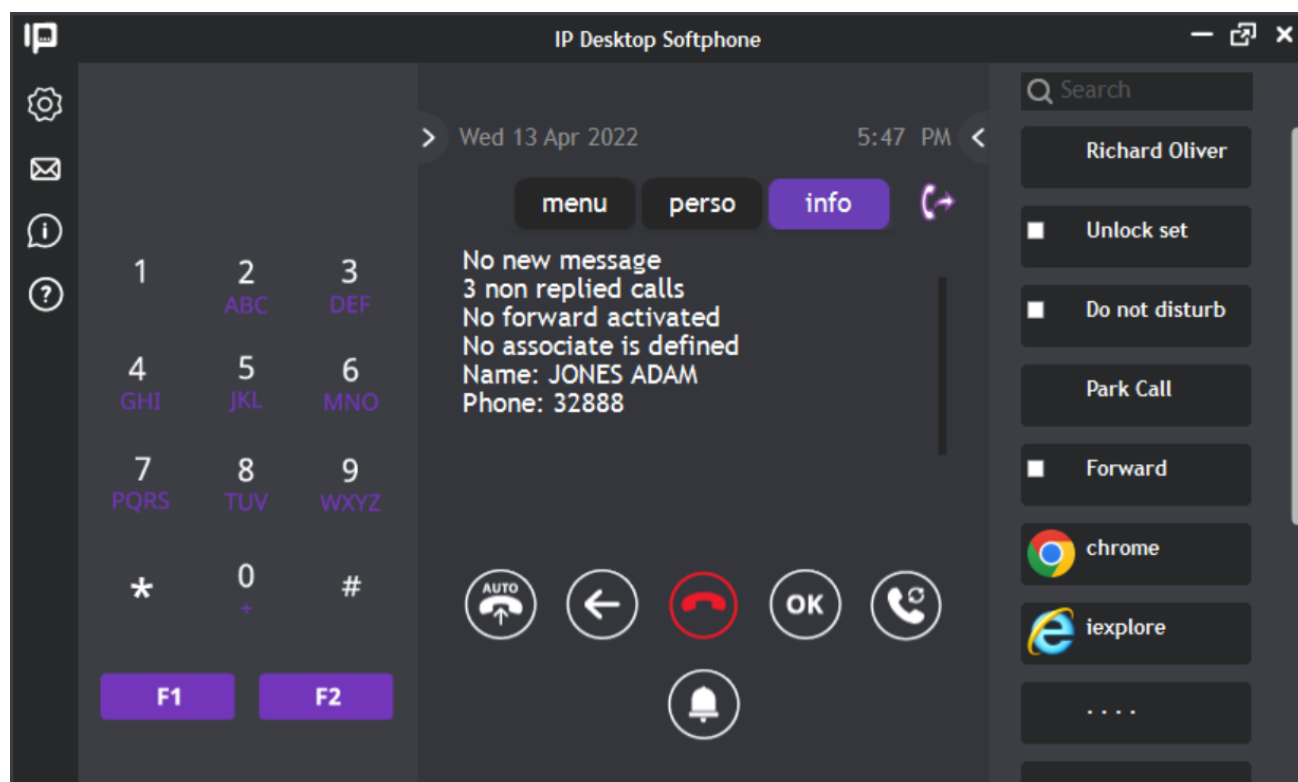 IP
IP Desktop Softphone
1
2
3
ABC
DEF
4
5
6
GHI
JKL
MNO
7
8
9
PQRS
TUV
WXYZ
*
0
#
+
F1
F2
Wed 13 Apr 2022
5:47 PM
menu
perso
info
No new message
3 non replied calls
No forward activated
No associate is defined
Name: JONES ADAM
Phone: 32888
AUTO
OK
Search
Richard Oliver
Unlock set
Do not disturb
Park Call
Forward
chrome
iexplore
. . . .